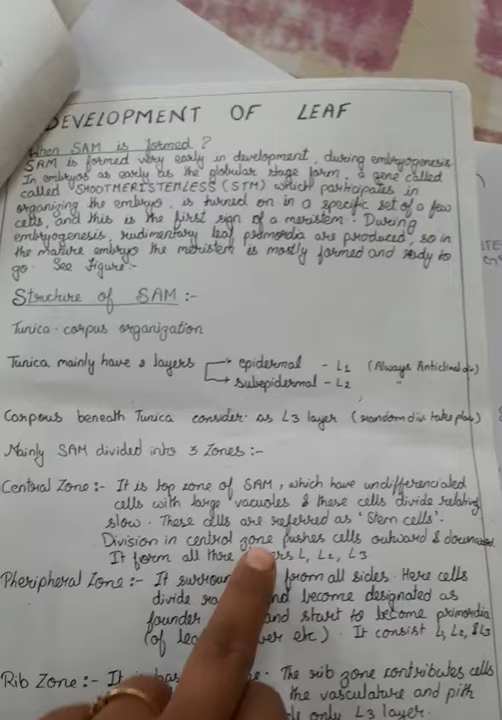 DEVELOPMENT OF LEAF
When SAM is formed ?
SAM is formed very early in development, during embryogenesis.
In embryos as early as the globular stage form, a gene called
called SHOOTMERISTEMLESS (STM) which participates in
organizing the embryo, is turned on in a specific set of a few
cells, and this is the first sign of a meristem. During
embryogenesis, rudimentary leaf primordia are produced, so in
the mature embryo the meristem is mostly formed and ready to
go. See Figure:-
Structure of SAM :-
Tunica-corpus organization
Tunica mainly have 2 layers → epidermal - L1 (Always Anticlinal div)
→ subepidermal - L2 "
Corpous beneath Tunica consider as L3 layer (random div. take place)
Mainly SAM divided into 3 Zones :-
Central Zone :- It is top zone of SAM, which have undifferenciated
cells with large vacuoles & these cells divide relating
slow. These cells are referred as 'Stem cells'.
Division in central zone pushes cells outward & downward
It form all three L1, L2, L3
Pheripheral Zone :- It from all sides. Here cells
divide and become designated as
founder and start to become primordia
(of etc). It consist L1, L2, & L3
Rib Zone :- It The rib zone contributes cells
the vasculature and pith
only L3 layer.